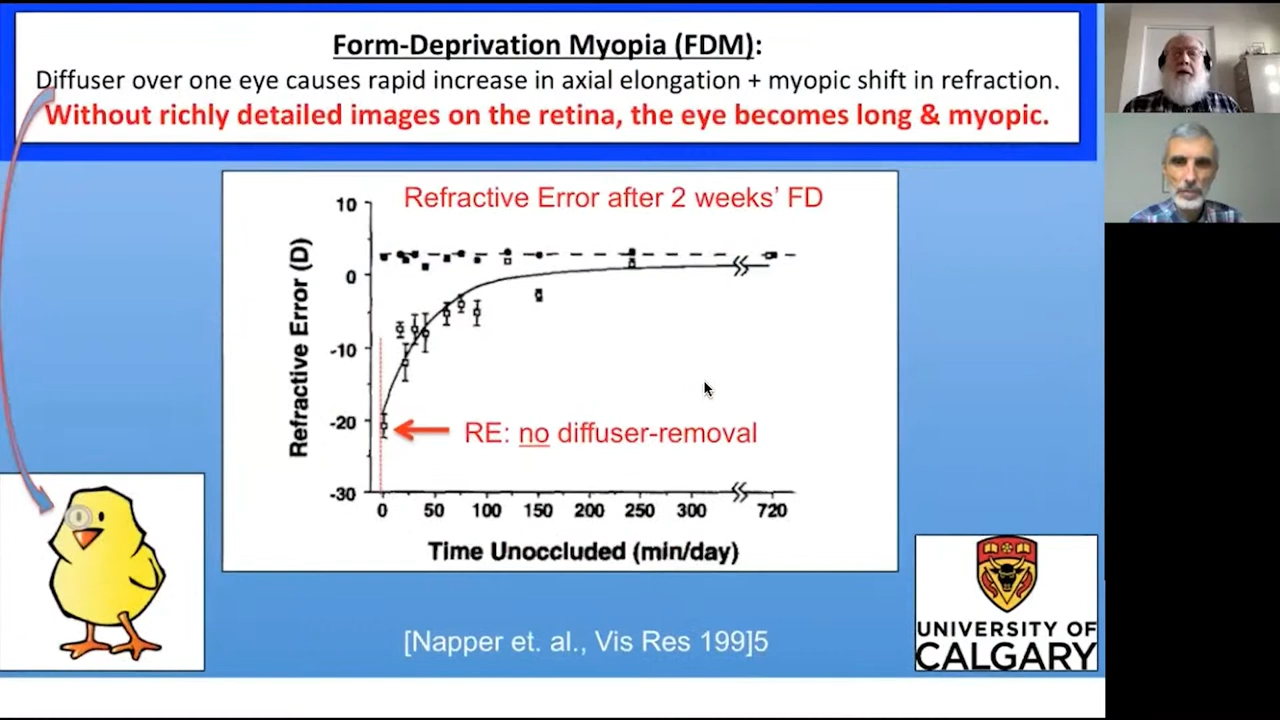 Form-Deprivation Myopia (FDM):
Diffuser over one eye causes rapid increase in axial elongation + myopic shift in refraction.
Without richly detailed images on the retina, the eye becomes long & myopic.
Refractive Error after 2 weeks' FD
10
0
-10
-20
-30
Refractive Error (D)
RE: no diffuser-removal
0 50 100 150 200 250 300 720
Time Unoccluded (min/day)
[Napper et. al., Vis Res 199]5
UNIVERSITY OF
CALGARY